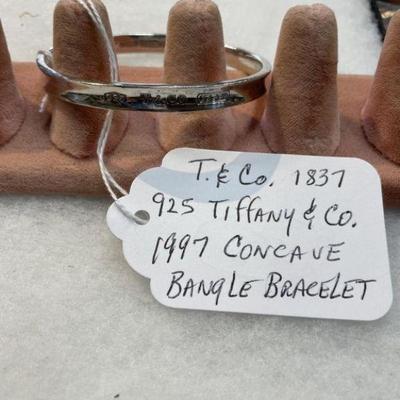 T. & Co. 1837
925 TIFFANY & Co.
1997 CONCAVE
BANGLE BRACELET